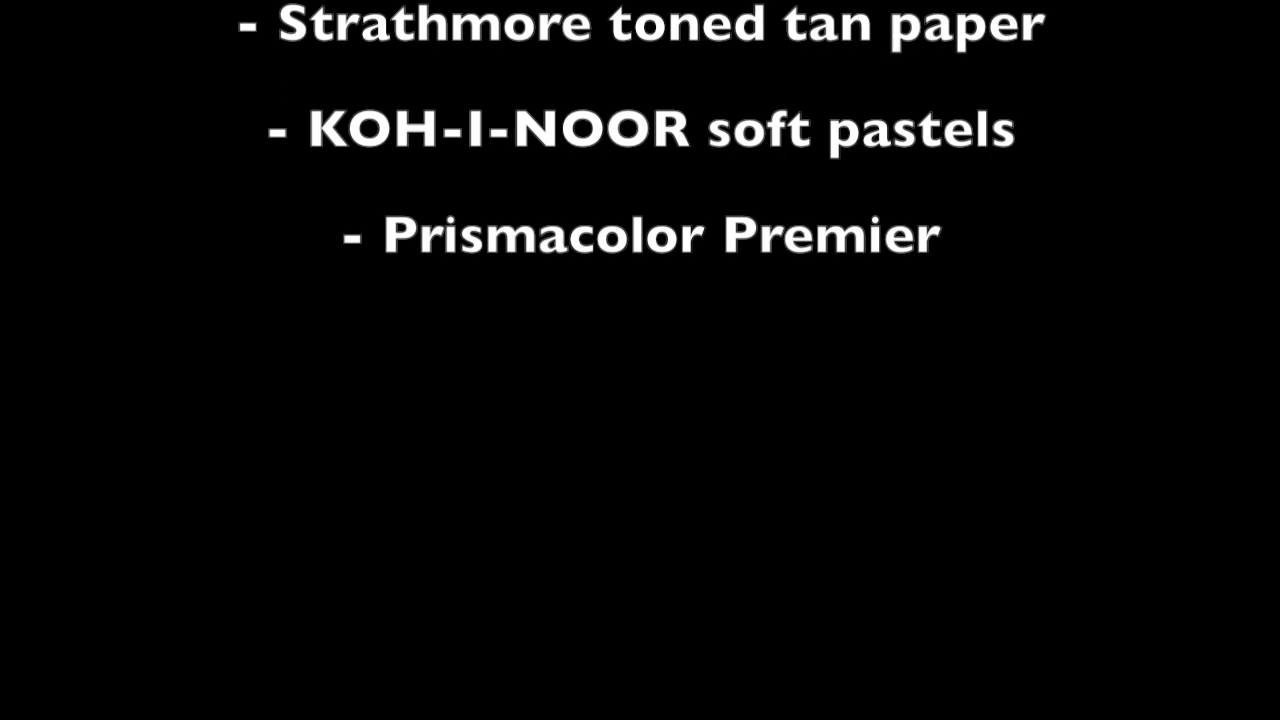 - Strathmore toned tan paper
- KOH-I-NOOR soft pastels
- Prismacolor Premier